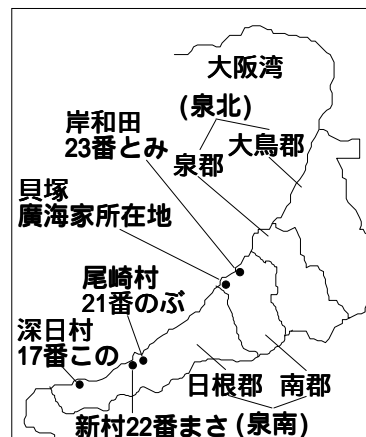 大阪湾
(泉北)
岸和田
23番とみ
泉郡
大鳥郡
貝塚
廣海家所在地
尾崎村
21番のぶ
深日村
17番この
日根郡 南郡
新村22番まさ
(泉南)